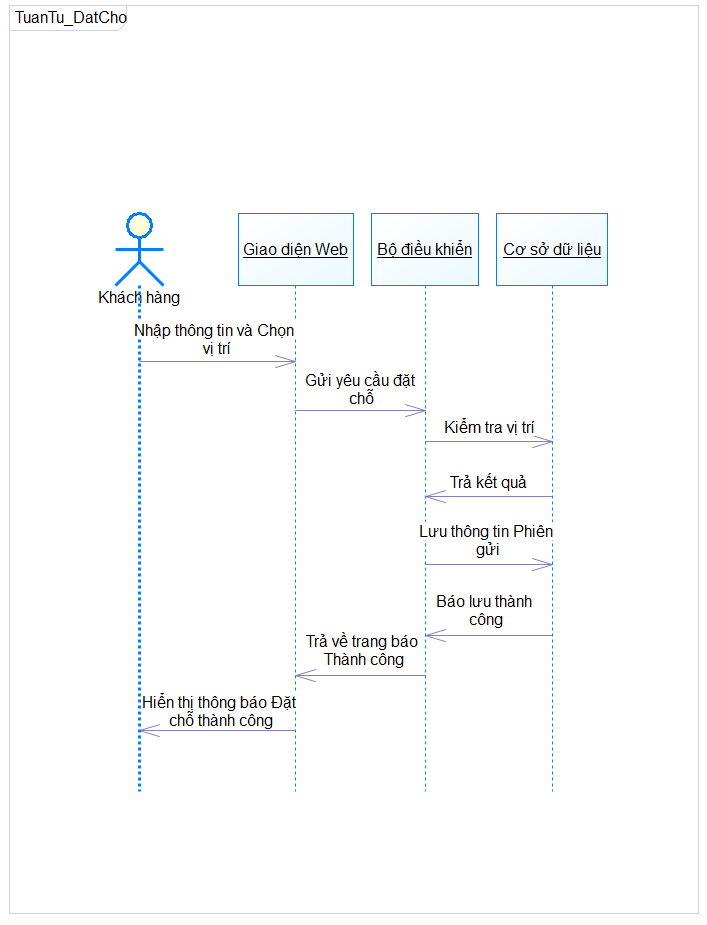 TuanTu_DatCho
Khách hàng
Giao diện Web
Bộ điều khiển
Cơ sở dữ liệu
Nhập thông tin và Chọn
vị trí
Gửi yêu cầu đặt
chỗ
Kiểm tra vị trí
Trả kết quả
Lưu thông tin Phiên
gửi
Báo lưu thành
công
Trả về trang báo
Thành công
Hiển thị thông báo Đặt
chỗ thành công